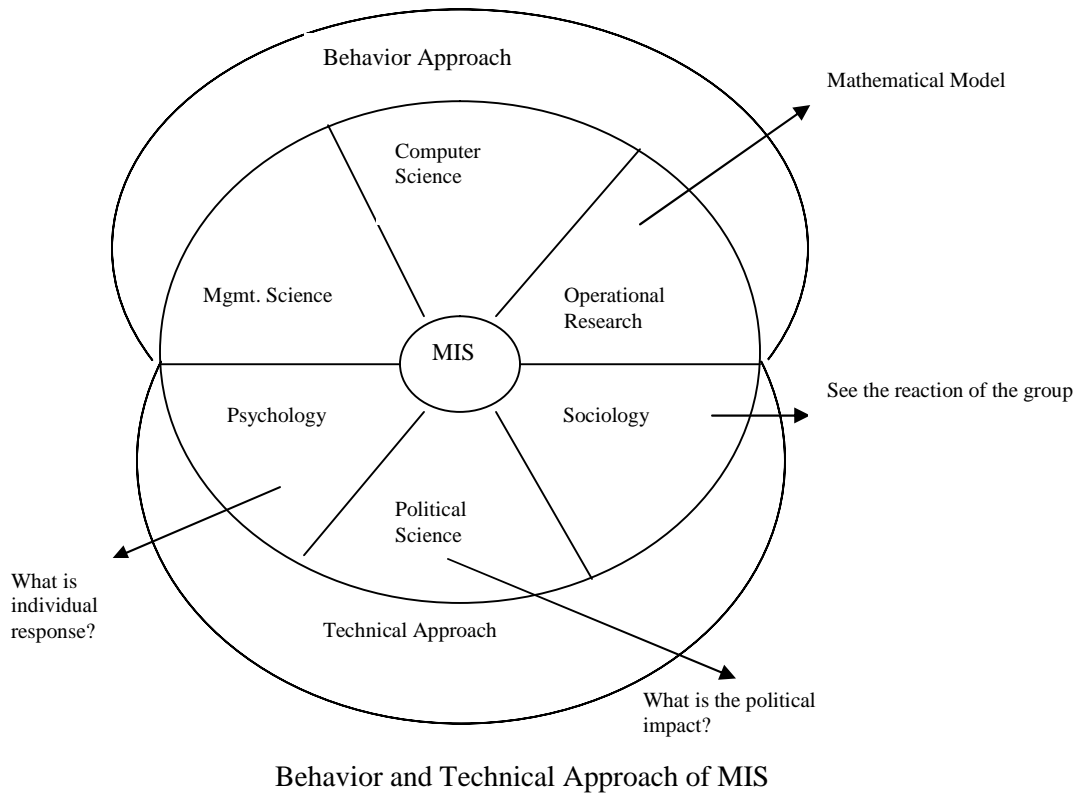 Behavior Approach
Mathematical Model
Computer
Science
Mgmt. Science
Operational
Research
MIS
See the reaction of the group
Psychology
Sociology
Political
Science
What is
individual
response?
Technical Approach
What is the political
impact?
Behavior and Technical Approach of MIS